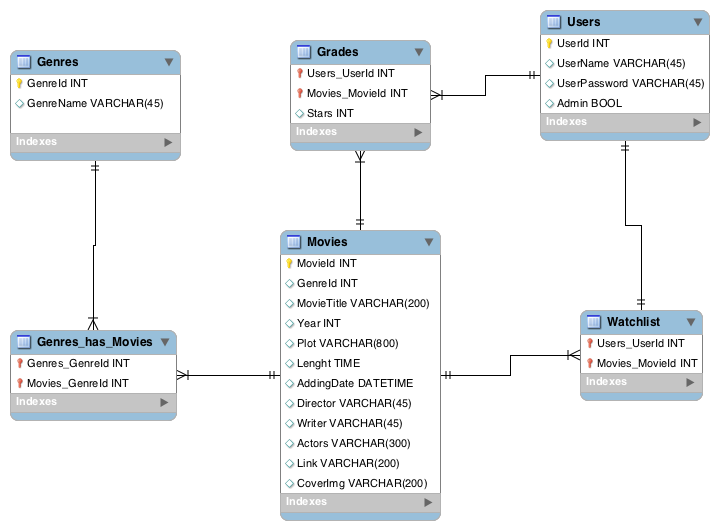 Genres
GenreId INT
GenreName VARCHAR(45)
Indexes
Grades
Users_UserId INT
Movies_MovieId INT
Stars INT
Indexes
Users
UserId INT
UserName VARCHAR(45)
UserPassword VARCHAR(45)
Admin BOOL
Indexes
Movies
MovieId INT
GenreId INT
MovieTitle VARCHAR(200)
Year INT
Plot VARCHAR(800)
Lenght TIME
AddingDate DATETIME
Director VARCHAR(45)
Writer VARCHAR(45)
Actors VARCHAR(300)
Link VARCHAR(200)
CoverImg VARCHAR(200)
Indexes
Genres_has_Movies
Genres_GenreId INT
Movies_GenreId INT
Indexes
Watchlist
Users_UserId INT
Movies_MovieId INT
Indexes